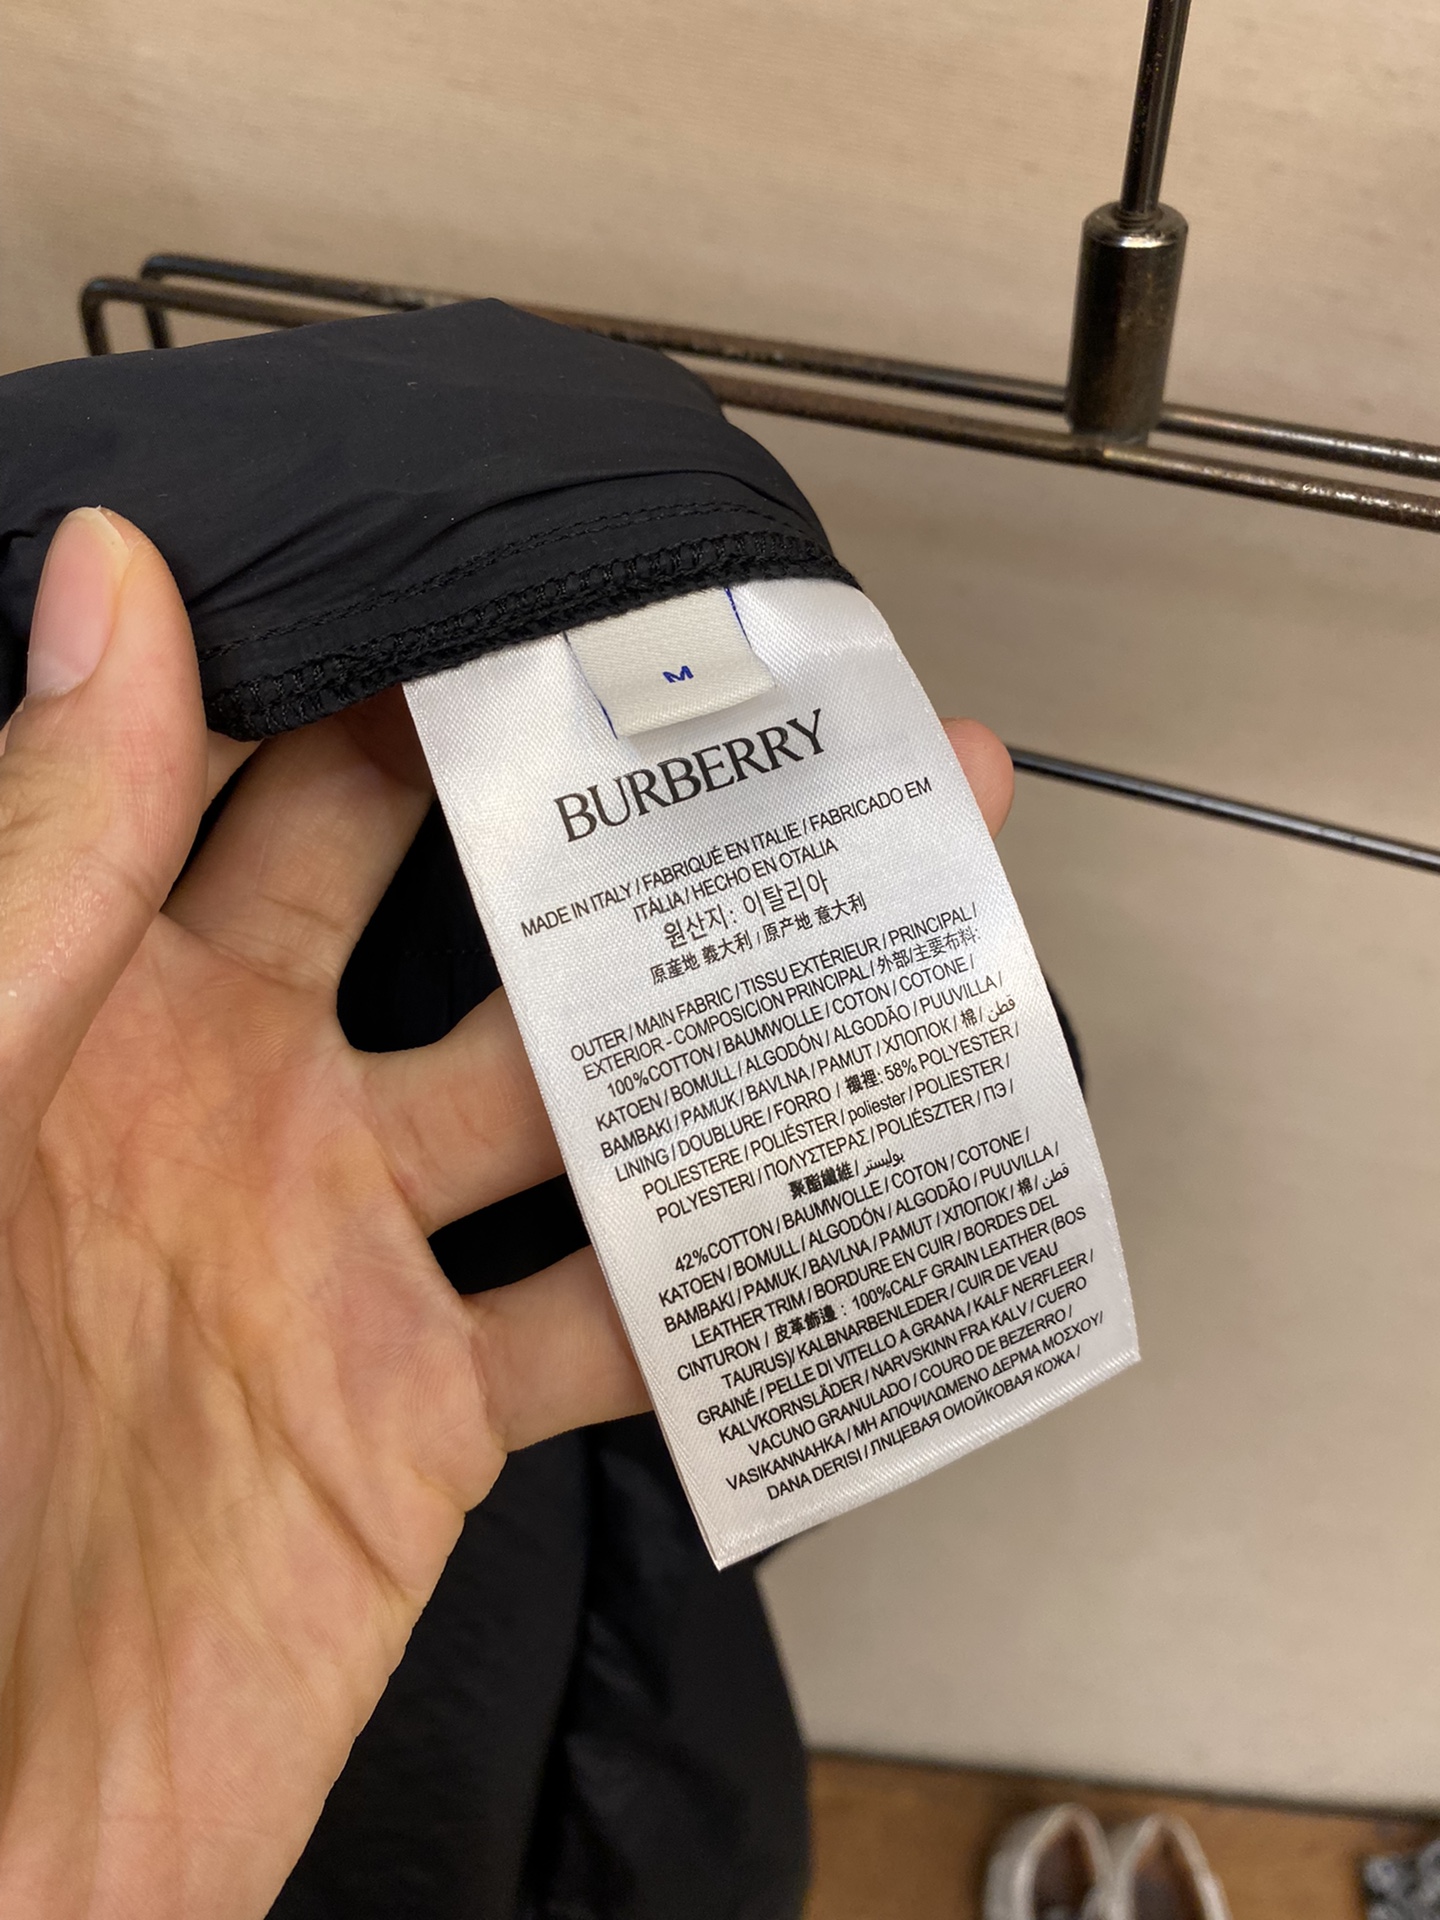 M
BURBERRY
MADE IN ITALY / FABRIQUÉ EN ITALIE / FABRICADO EM
ITÁLIA / HECHO EN OTALIA
원산지: 이탈리아
原産地 義大利 / 原产地 意大利
OUTER / MAIN FABRIC / TISSU EXTÉRIEUR / PRINCIPAL /
EXTERIOR - COMPOSICION PRINCIPAL / 外部/主要布料:
100%COTTON / BAUMWOLLE / COTON / COTONE /
KATOEN / BOMULL / ALGODÓN / ALGODÃO / PUUVILLA /
BAMBAKI / PAMUK / BAVLNA / PAMUT / ХЛОПОК / 棉 / قطن
LINING / DOUBLURE / FORRO / 襯裡: 58% POLYESTER /
POLIESTERE / POLIÉSTER / poliester / POLIESTER /
POLYESTERI / ΠΟΛΥΣΤΕΡΑΣ / POLIÉSZTER / ПЭ /
聚酯纖維 / بوليستر
42%COTTON / BAUMWOLLE / COTON / COTONE /
KATOEN / BOMULL / ALGODÓN / ALGODÃO / PUUVILLA /
BAMBAKI / PAMUK / BAVLNA / PAMUT / ХЛОПОК / 棉 / قطن
LEATHER TRIM / BORDURE EN CUIR / BORDES DEL
CINTURON / 皮革飾邊 : 100%CALF GRAIN LEATHER (BOS
TAURUS)/ KALBNARBENLEDER / CUIR DE VEAU
GRAINÉ / PELLE DI VITELLO A GRANA / KALF NERFLEER /
KALVKORNSLÄDER / NARVSKINN FRA KALV / CUERO
VACUNO GRANULADO / COURO DE BEZERRO /
VASIKANNAHKA / ΜΗ ΑΠΟΨΙΛΩΜΕΝΟ ΔΕΡΜΑ ΜΟΣΧΟΥ/
DANA DERISI / ЛНЦЕВАЯ ОИОЙКОВАЯ КОЖА /